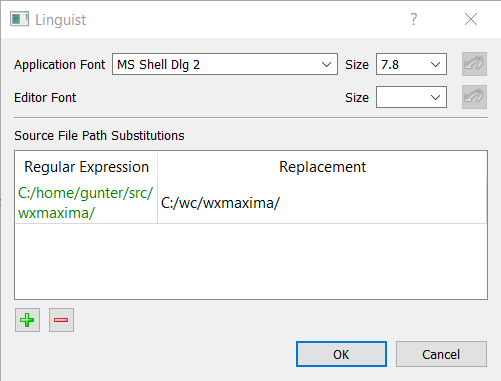 Linguist
Application Font MS Shell Dlg 2 Size 7.8
Editor Font Size
Source File Path Substitutions
Regular Expression Replacement
C:/home/gunter/src/
wxmaxima/ C:/wc/wxmaxima/
OK Cancel